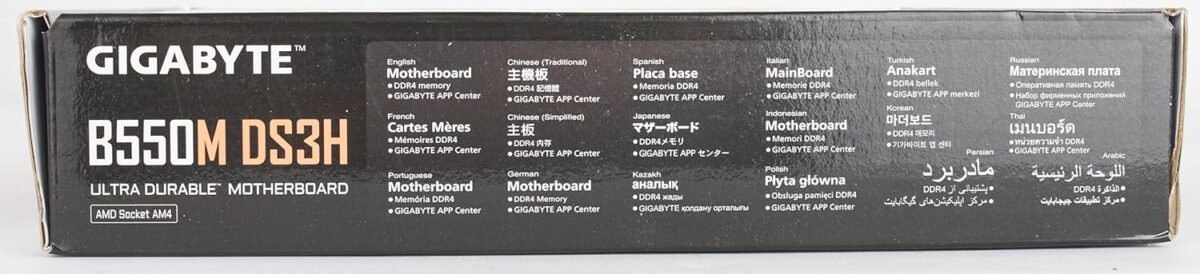 GIGABYTE™
B550M DS3H
ULTRA DURABLE™ MOTHERBOARD
AMD Socket AM4
English
Motherboard
• DDR4 memory
• GIGABYTE APP Center
French
Cartes Mères
• Mémoires DDR4
• GIGABYTE APP Center
Portuguese
Motherboard
• Memória DDR4
• GIGABYTE APP Center
Chinese (Traditional)
主機板
• DDR4 記憶體
• GIGABYTE APP Center
Chinese (Simplified)
主板
• DDR4 内存
• GIGABYTE APP Center
German
Motherboard
• DDR4 Memory
• GIGABYTE APP Center
Spanish
Placa base
• Memoria DDR4
• GIGABYTE APP Center
Japanese
マザーボード
• DDR4メモリ
• GIGABYTE APP センター
Kazakh
аналық
• DDR4 жады
• GIGABYTE қолдану орталығы
Italian
MainBoard
• Memorie DDR4
• GIGABYTE APP Center
Indonesian
Motherboard
• Memori DDR4
• GIGABYTE APP Center
Polish
Płyta główna
• Obsługa pamięci DDR4
• GIGABYTE APP Center
Turkish
Anakart
• DDR4 bellek
• GIGABYTE APP merkezi
Korean
마더보드
• DDR4 메모리
• 기가바이트 앱 센터
Persian
مادربرد
• پشتیبانی از DDR4
• مرکز اپلیکیشن‌های گیگابایت
Russian
Материнская плата
• Оперативная память DDR4
• Набор фирменных приложений
GIGABYTE APP Center
Thai
เมนบอร์ด
• หน่วยความจำ DDR4
• GIGABYTE APP Center
Arabic
اللوحة الرئيسية
• الذاكرة DDR4
• مركز تطبيقات جيجابايت